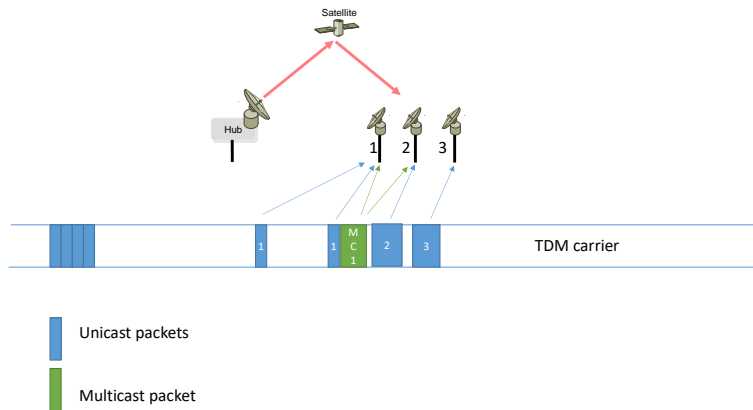 Satellite
Hub
1 2 3
1 1 M C 1 2 3 TDM carrier
Unicast packets
Multicast packet